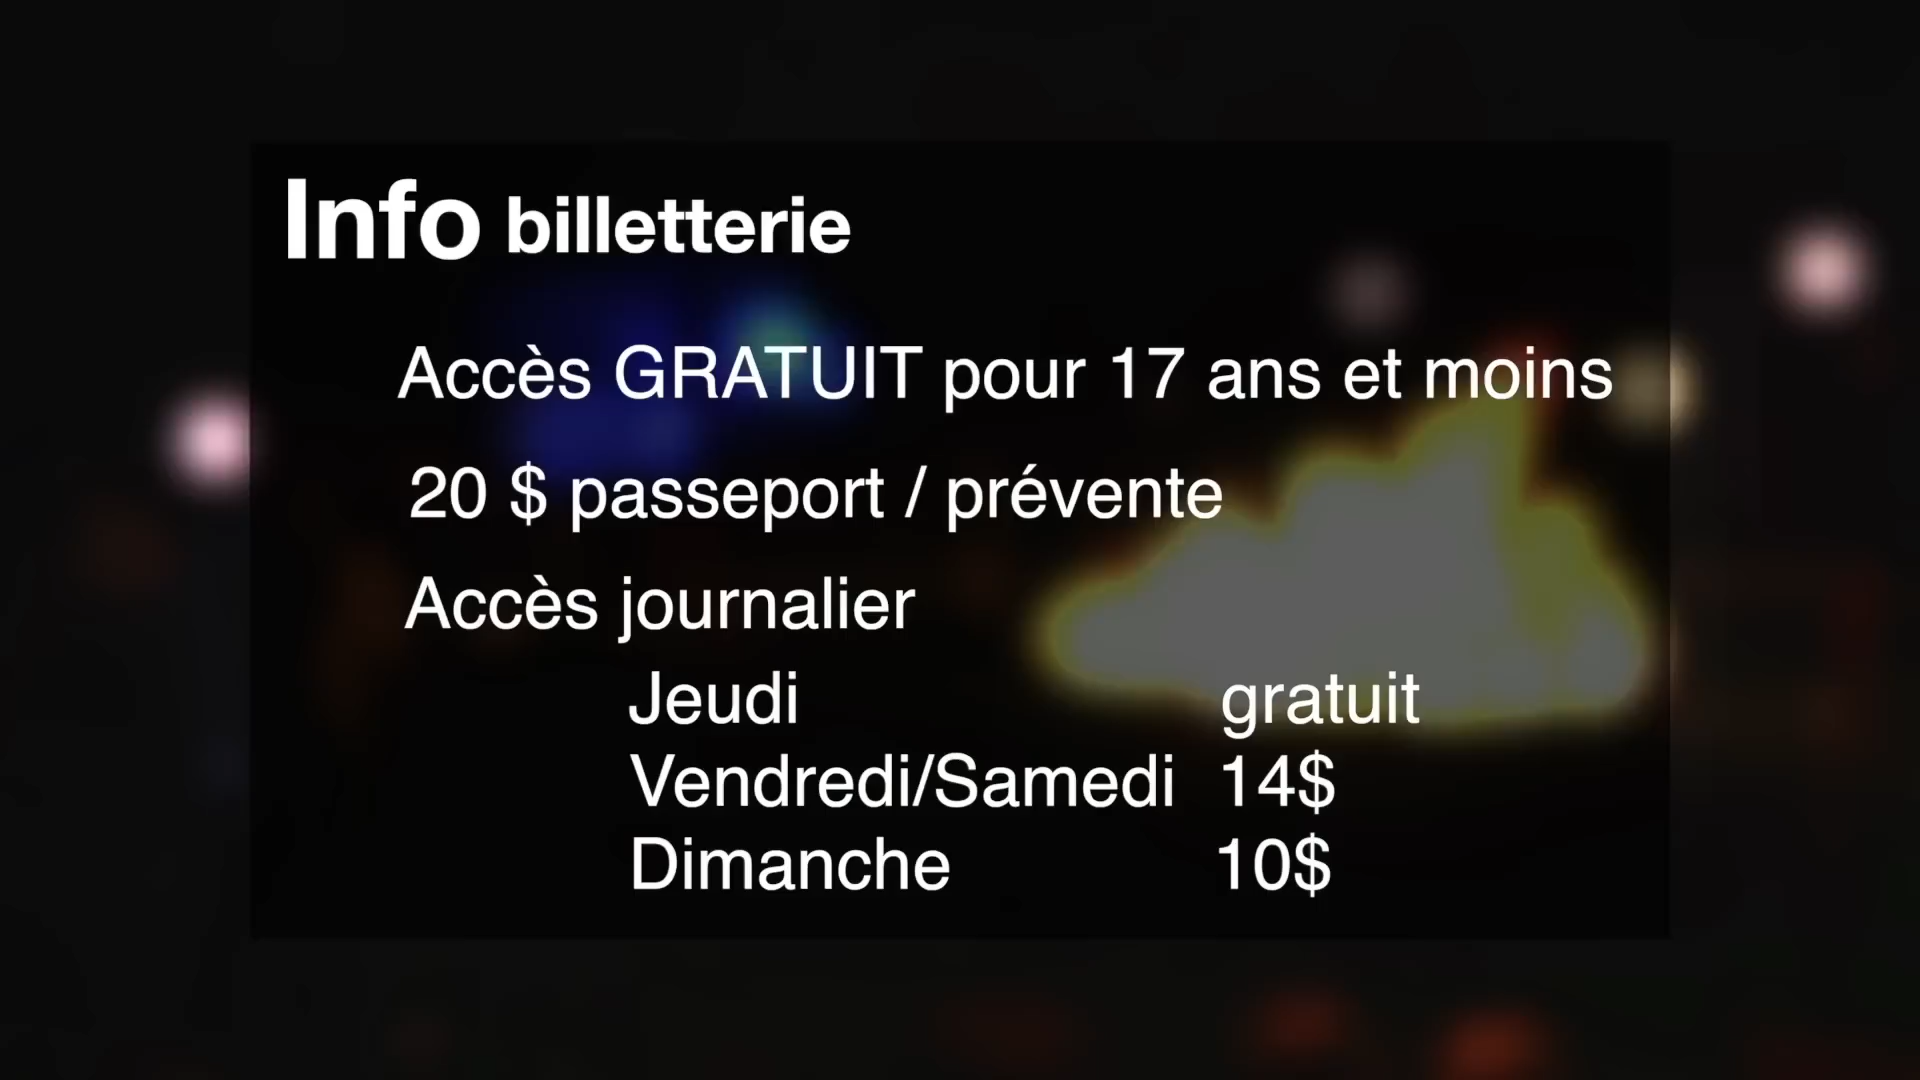 Info billetterie
Accès GRATUIT pour 17 ans et moins
20 $ passeport / prévente
Accès journalier
Jeudi gratuit
Vendredi/Samedi 14$
Dimanche 10$